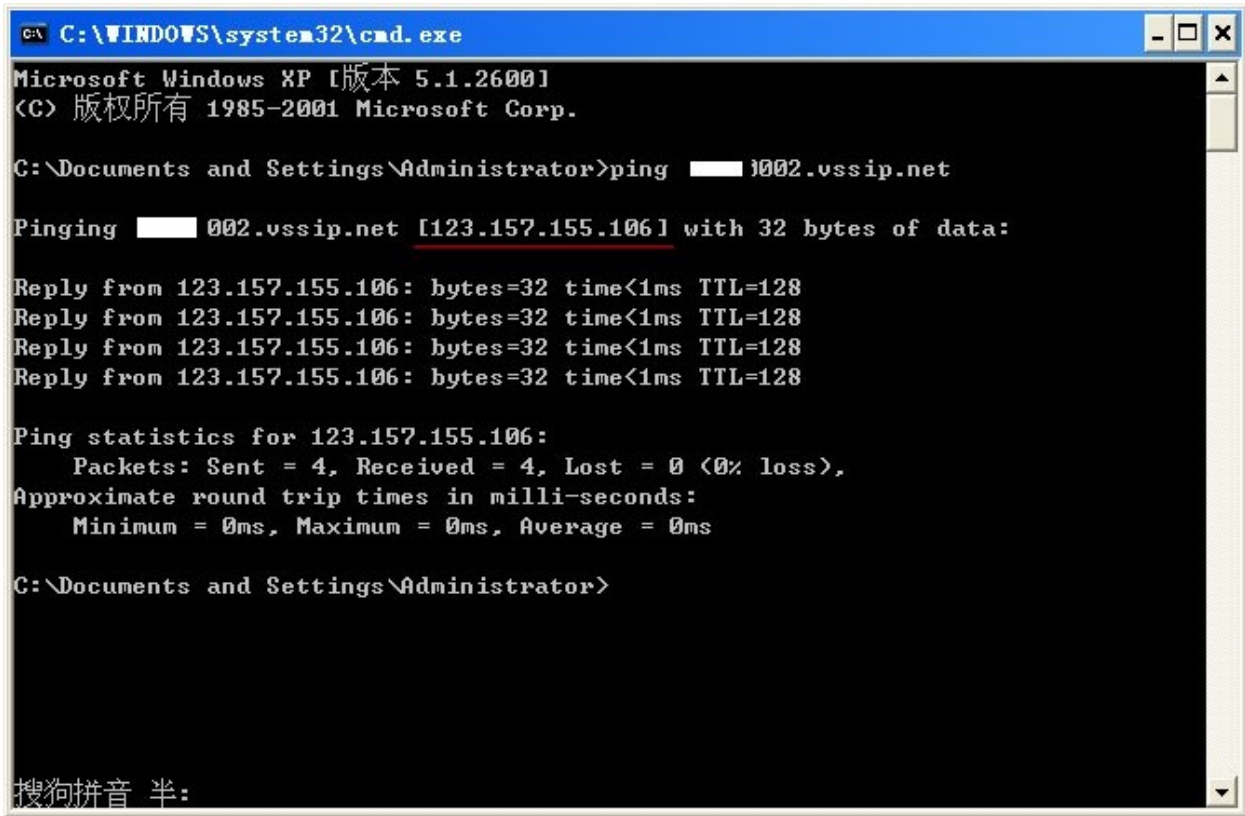 C:\WINDOWS\system32\cmd.exe
Microsoft Windows XP [版本 5.1.2600]
(C) 版权所有 1985-2001 Microsoft Corp.
C:\Documents and Settings\Administrator>ping 002.vssip.net
Pinging 002.vssip.net [123.157.155.106] with 32 bytes of data:
Reply from 123.157.155.106: bytes=32 time<1ms TTL=128
Reply from 123.157.155.106: bytes=32 time<1ms TTL=128
Reply from 123.157.155.106: bytes=32 time<1ms TTL=128
Reply from 123.157.155.106: bytes=32 time<1ms TTL=128
Ping statistics for 123.157.155.106:
Packets: Sent = 4, Received = 4, Lost = 0 (0% loss),
Approximate round trip times in milli-seconds:
Minimum = 0ms, Maximum = 0ms, Average = 0ms
C:\Documents and Settings\Administrator>
搜狗拼音 半: